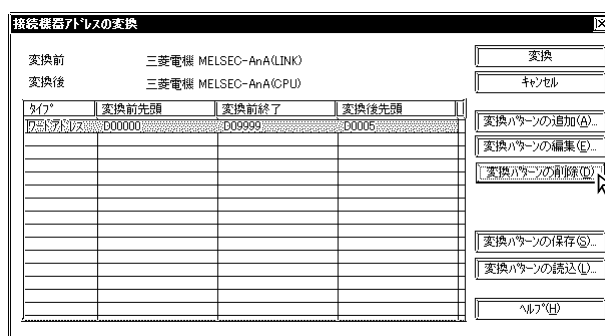 接続機器アドレスの変換
変換前 三菱電機 MELSEC-AnA(LINK)
変換後 三菱電機 MELSEC-AnA(CPU)
タイプ 変換前先頭 変換前終了 変換後先頭
ワードアドレス D00000 D09999 D0005
変換
キャンセル
変換パターンの追加(A)...
変換パターンの編集(E)...
変換パターンの削除(D)
変換パターンの保存(S)...
変換パターンの読込(L)...
ヘルプ(H)